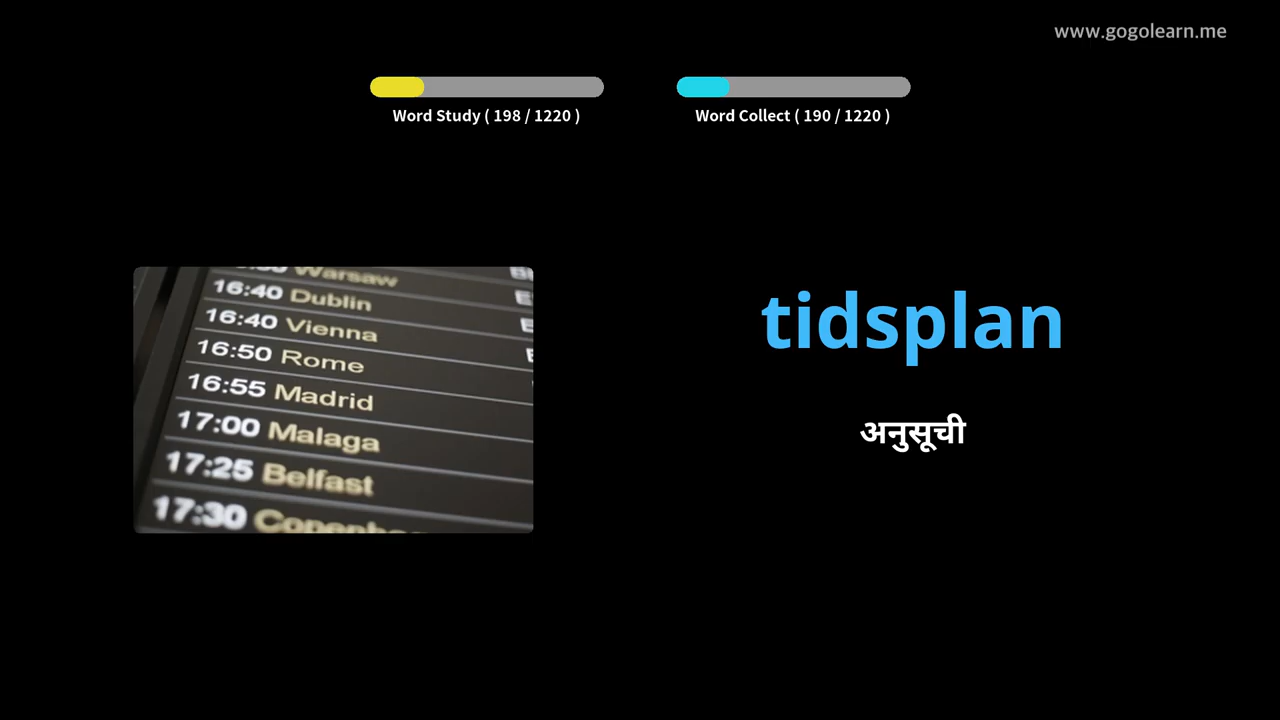 www.gogolearn.me
Word Study ( 198 / 1220 )
Word Collect ( 190 / 1220 )
Warsaw
16:40 Dublin
16:40 Vienna
16:50 Rome
16:55 Madrid
17:00 Malaga
17:25 Belfast
17:30
tidsplan
अनुसूची